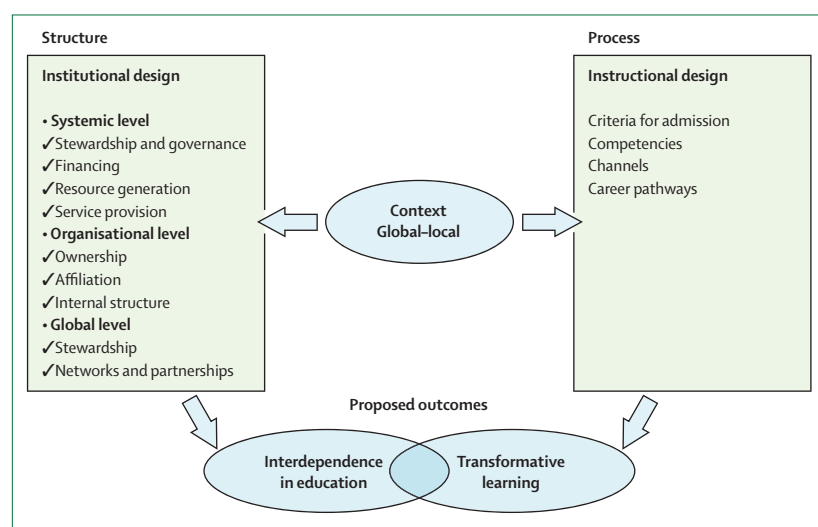 Structure
Institutional design
• Systemic level
✓Stewardship and governance
✓Financing
✓Resource generation
✓Service provision
• Organisational level
✓Ownership
✓Affiliation
✓Internal structure
• Global level
✓Stewardship
✓Networks and partnerships
Context
Global–local
Process
Instructional design
Criteria for admission
Competencies
Channels
Career pathways
Proposed outcomes
Interdependence
in education
Transformative
learning